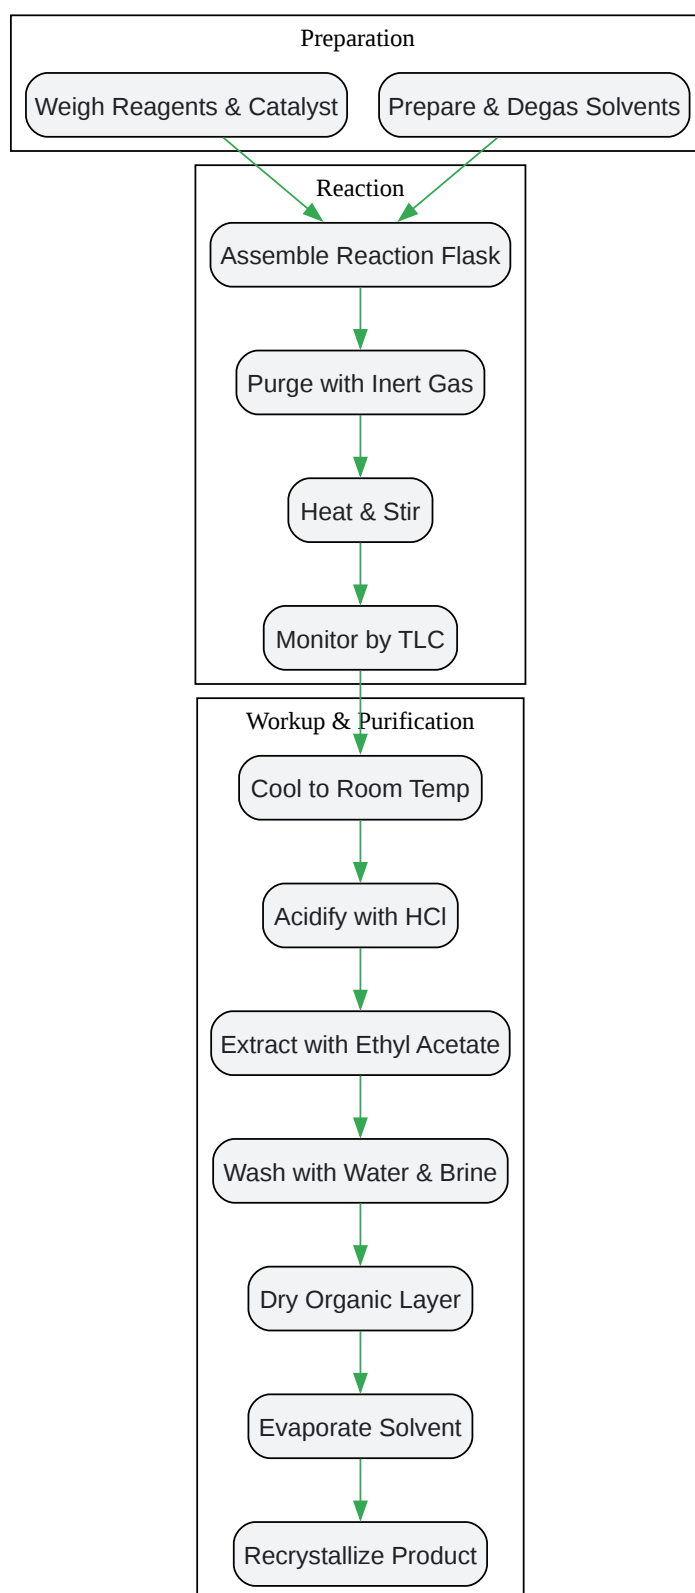 Preparation
Weigh Reagents & Catalyst
Prepare & Degas Solvents
Reaction
Assemble Reaction Flask
Purge with Inert Gas
Heat & Stir
Monitor by TLC
Workup & Purification
Cool to Room Temp
Acidify with HCl
Extract with Ethyl Acetate
Wash with Water & Brine
Dry Organic Layer
Evaporate Solvent
Recrystallize Product